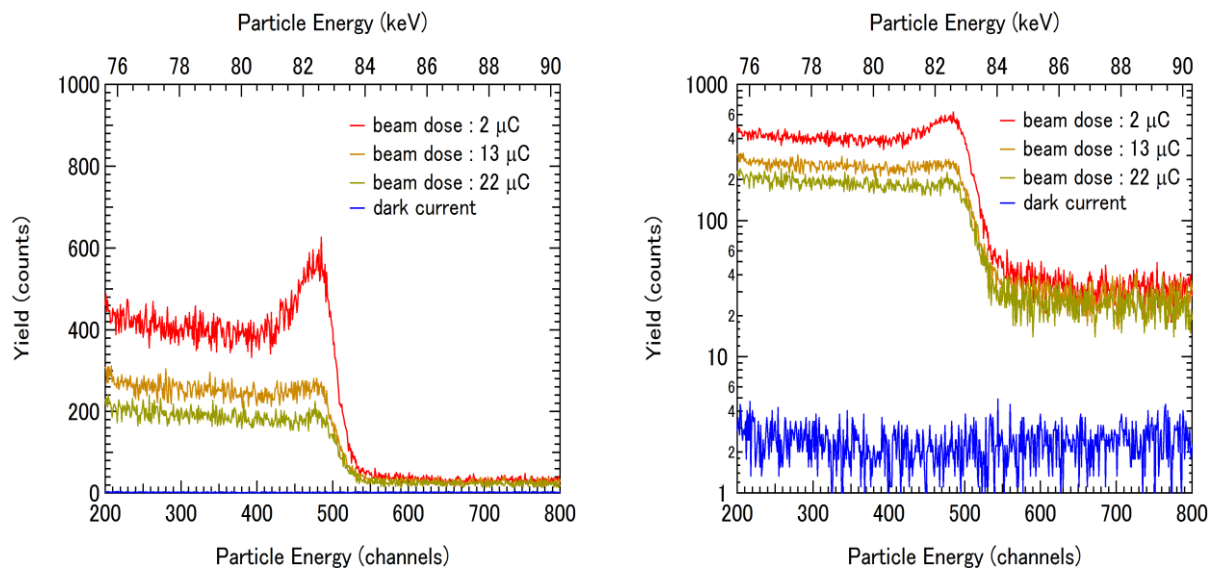 Particle Energy (keV)
76 78 80 82 84 86 88 90
1000
800
600
400
200
0
Yield (counts)
beam dose : 2 μC
beam dose : 13 μC
beam dose : 22 μC
dark current
200 300 400 500 600 700 800
Particle Energy (channels)
Particle Energy (keV)
76 78 80 82 84 86 88 90
1000
6
4
2
100
6
4
2
10
6
4
2
1
Yield (counts)
beam dose : 2 μC
beam dose : 13 μC
beam dose : 22 μC
dark current
200 300 400 500 600 700 800
Particle Energy (channels)